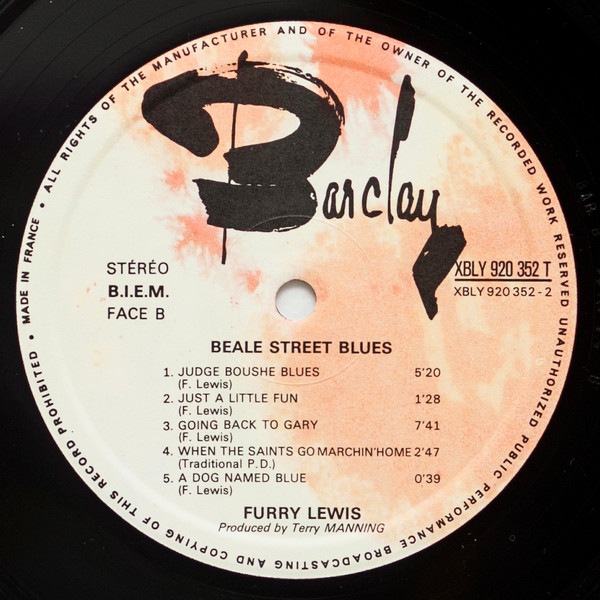 • ALL RIGHTS OF THE MANUFACTURER AND OF THE OWNER OF THE RECORDED WORK RESERVED UNAUTHORIZED PUBLIC PERFORMANCE BROADCASTING AND COPYING OF THIS RECORD PROHIBITED • MADE IN FRANCE
Barclay
STÉRÉO
B.I.E.M.
FACE B
XBLY 920 352 T
XBLY 920 352 - 2
BEALE STREET BLUES
1. JUDGE BOUSHE BLUES 5'20
(F. Lewis)
2. JUST A LITTLE FUN 1'28
(F. Lewis)
3. GOING BACK TO GARY 7'41
(F. Lewis)
4. WHEN THE SAINTS GO MARCHIN'HOME 2'47
(Traditional P.D.)
5. A DOG NAMED BLUE 0'39
(F. Lewis)
FURRY LEWIS
Produced by Terry MANNING